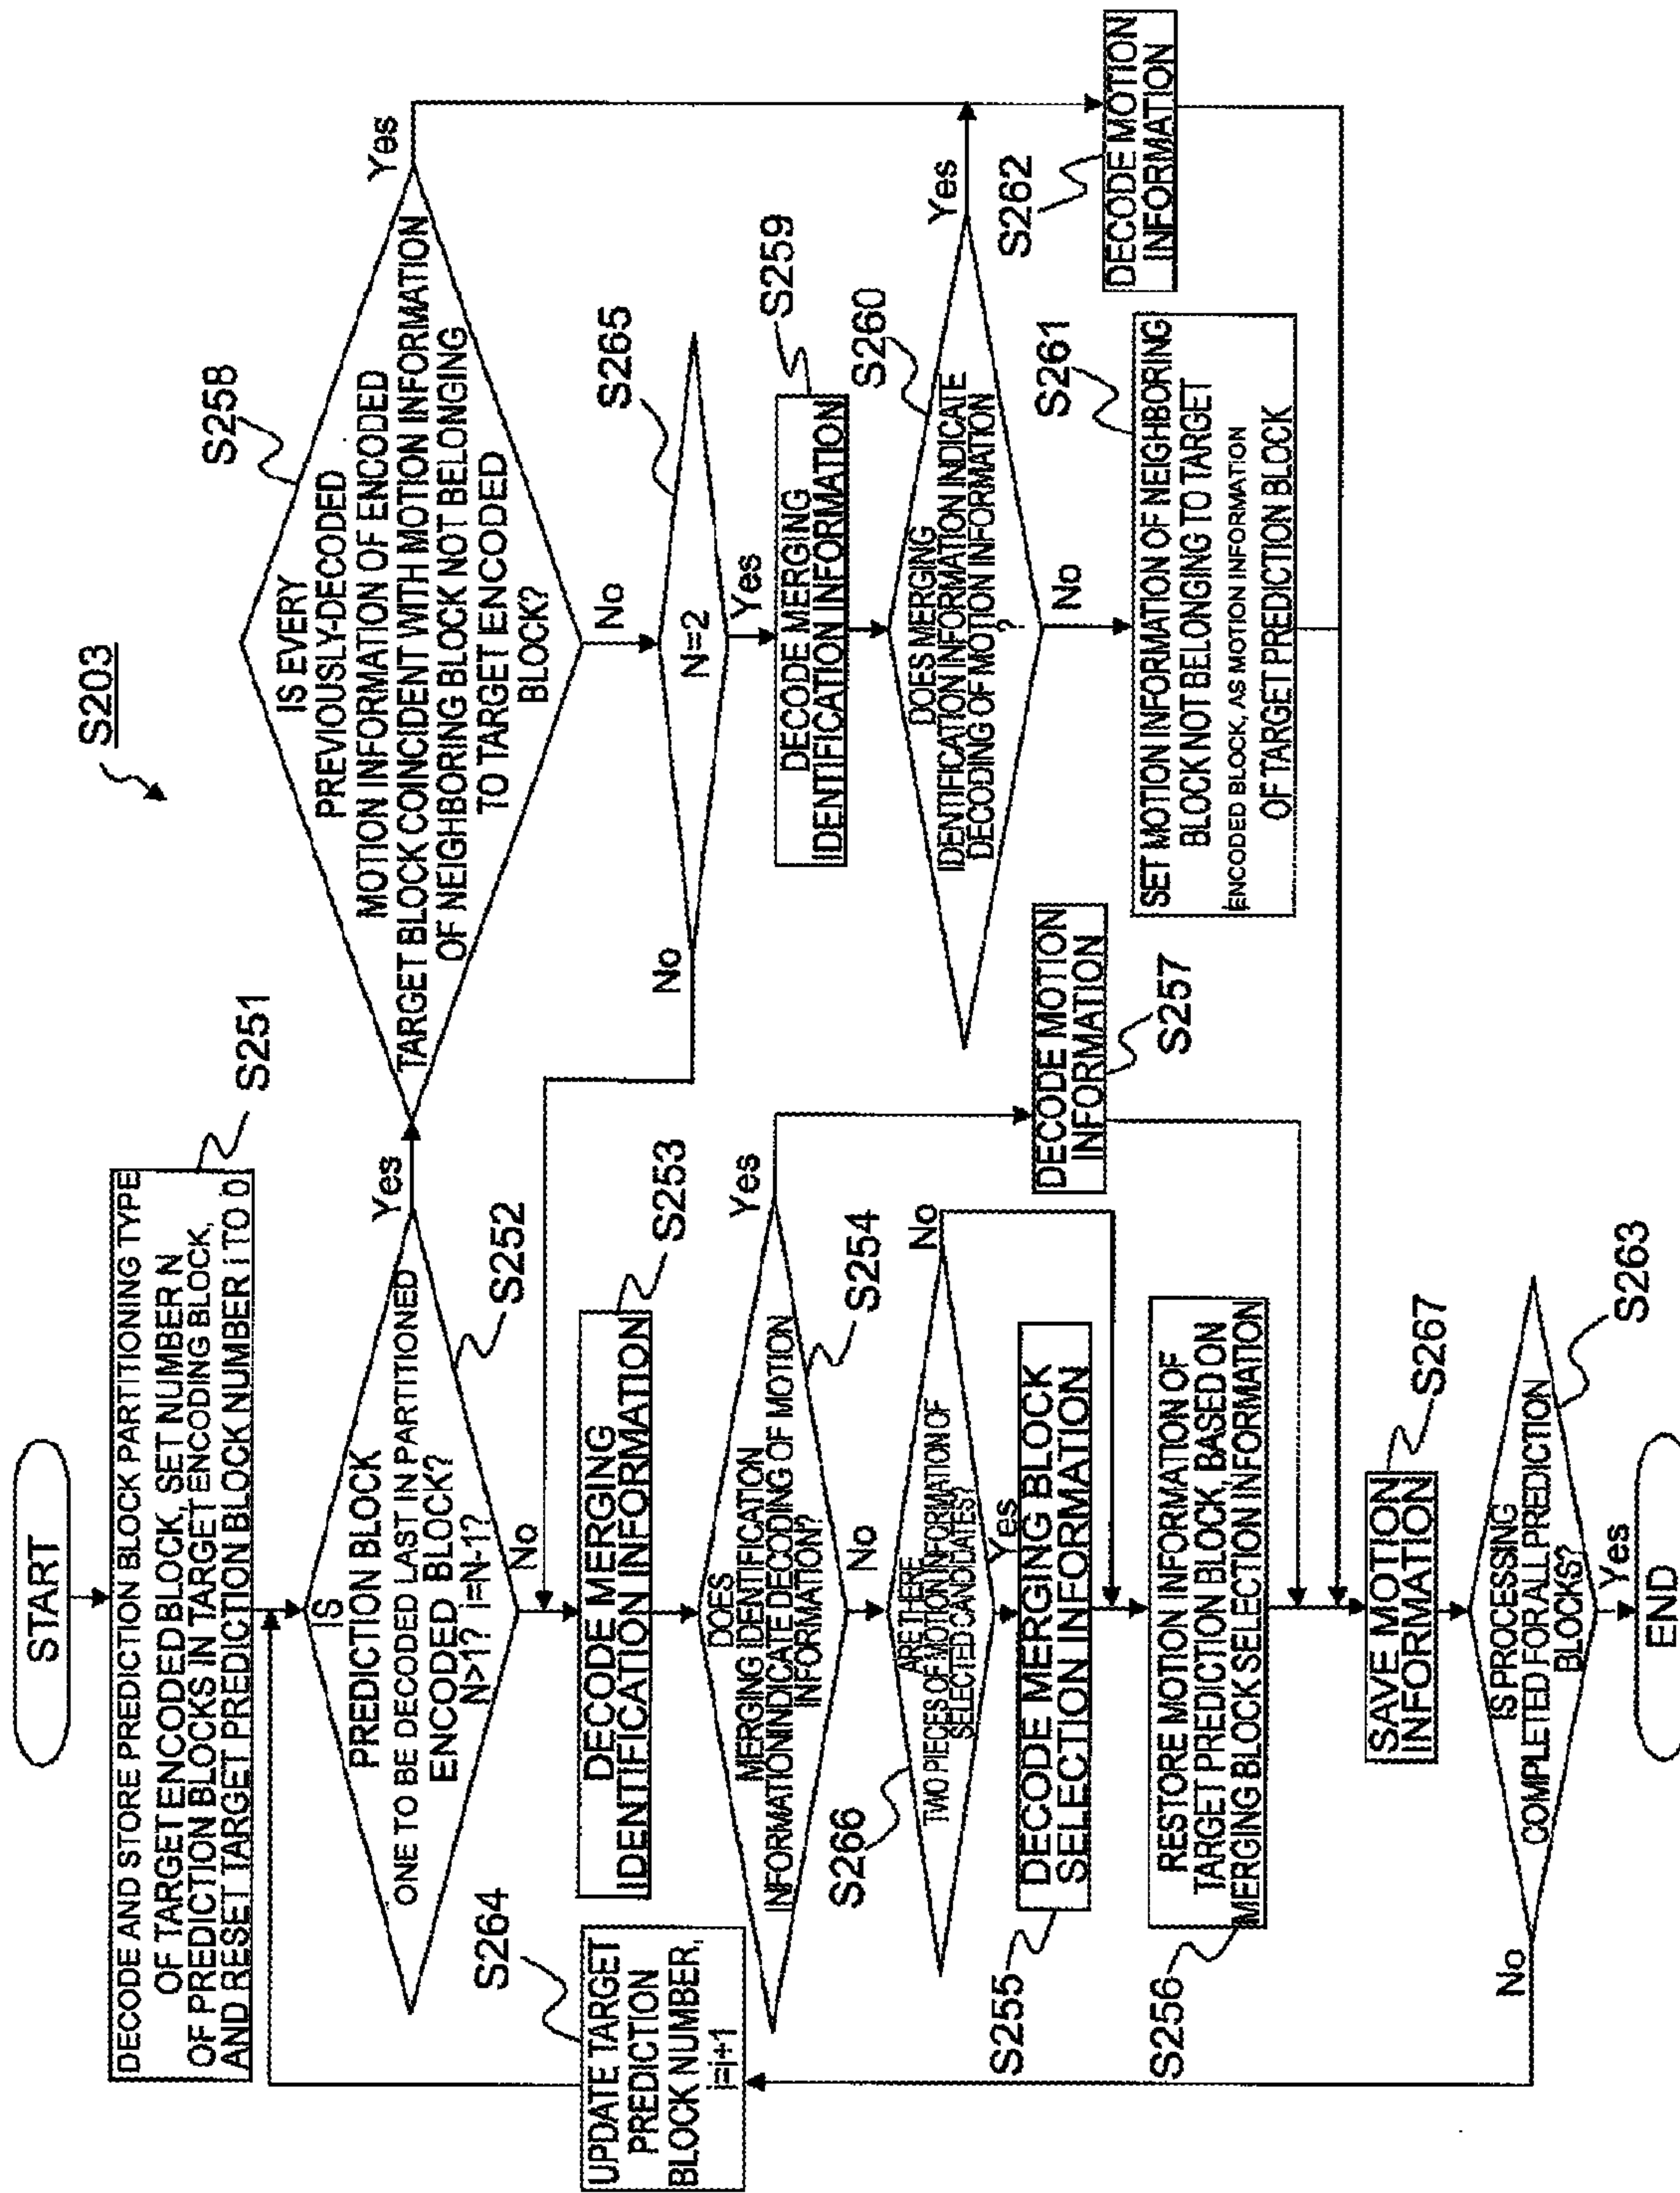 S203
START
DECODE AND STORE PREDICTION BLOCK PARTITIONING TYPE
OF TARGET ENCODED BLOCK, SET NUMBER N
OF PREDICTION BLOCKS IN TARGET ENCODING BLOCK,
AND RESET TARGET PREDICTION BLOCK NUMBER i TO 0
S251
IS
PREDICTION BLOCK
ONE TO BE DECODED LAST IN PARTITIONED
ENCODED BLOCK?
N>1? i=N-1?
S252
Yes
No
IS EVERY
PREVIOUSLY-DECODED
MOTION INFORMATION OF ENCODED
TARGET BLOCK COINCIDENT WITH MOTION INFORMATION
OF NEIGHBORING BLOCK NOT BELONGING
TO TARGET ENCODED
BLOCK?
S258
Yes
No
N=2
S265
No
Yes
DECODE MERGING
IDENTIFICATION INFORMATION
S259
DOES MERGING
IDENTIFICATION INFORMATION INDICATE
DECODING OF MOTION INFORMATION
?
S260
Yes
No
SET MOTION INFORMATION OF NEIGHBORING
BLOCK NOT BELONGING TO TARGET
ENCODED BLOCK, AS MOTION INFORMATION
OF TARGET PREDICTION BLOCK
S261
DECODE MOTION
INFORMATION
S262
DECODE MERGING
IDENTIFICATION INFORMATION
S253
DOES
MERGING IDENTIFICATION
INFORMATION INDICATE DECODING OF MOTION
INFORMATION?
S254
Yes
No
DECODE MOTION
INFORMATION
S257
ARE THERE
TWO PIECES OF MOTION INFORMATION OF
SELECTED CANDIDATES?
S266
No
Yes
DECODE MERGING BLOCK
SELECTION INFORMATION
S255
RESTORE MOTION INFORMATION OF
TARGET PREDICTION BLOCK, BASED ON
MERGING BLOCK SELECTION INFORMATION
S256
SAVE MOTION
INFORMATION
S267
IS PROCESSING
COMPLETED FOR ALL PREDICTION
BLOCKS?
S263
No
Yes
UPDATE TARGET
PREDICTION
BLOCK NUMBER,
i=i+1
S264
END